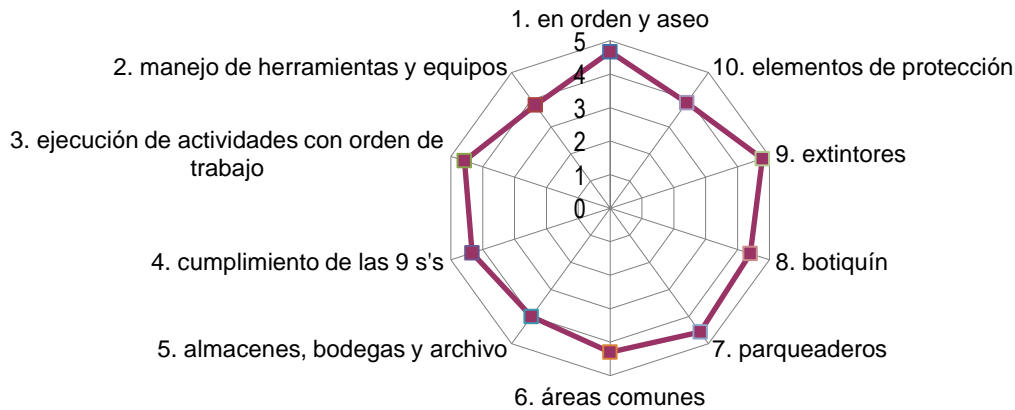 1. en orden y aseo
2. manejo de herramientas y equipos
3. ejecución de actividades con orden de
trabajo
4. cumplimiento de las 9 s's
5. almacenes, bodegas y archivo
6. áreas comunes
7. parqueaderos
8. botiquín
9. extintores
10. elementos de protección
5
4
3
2
1
0